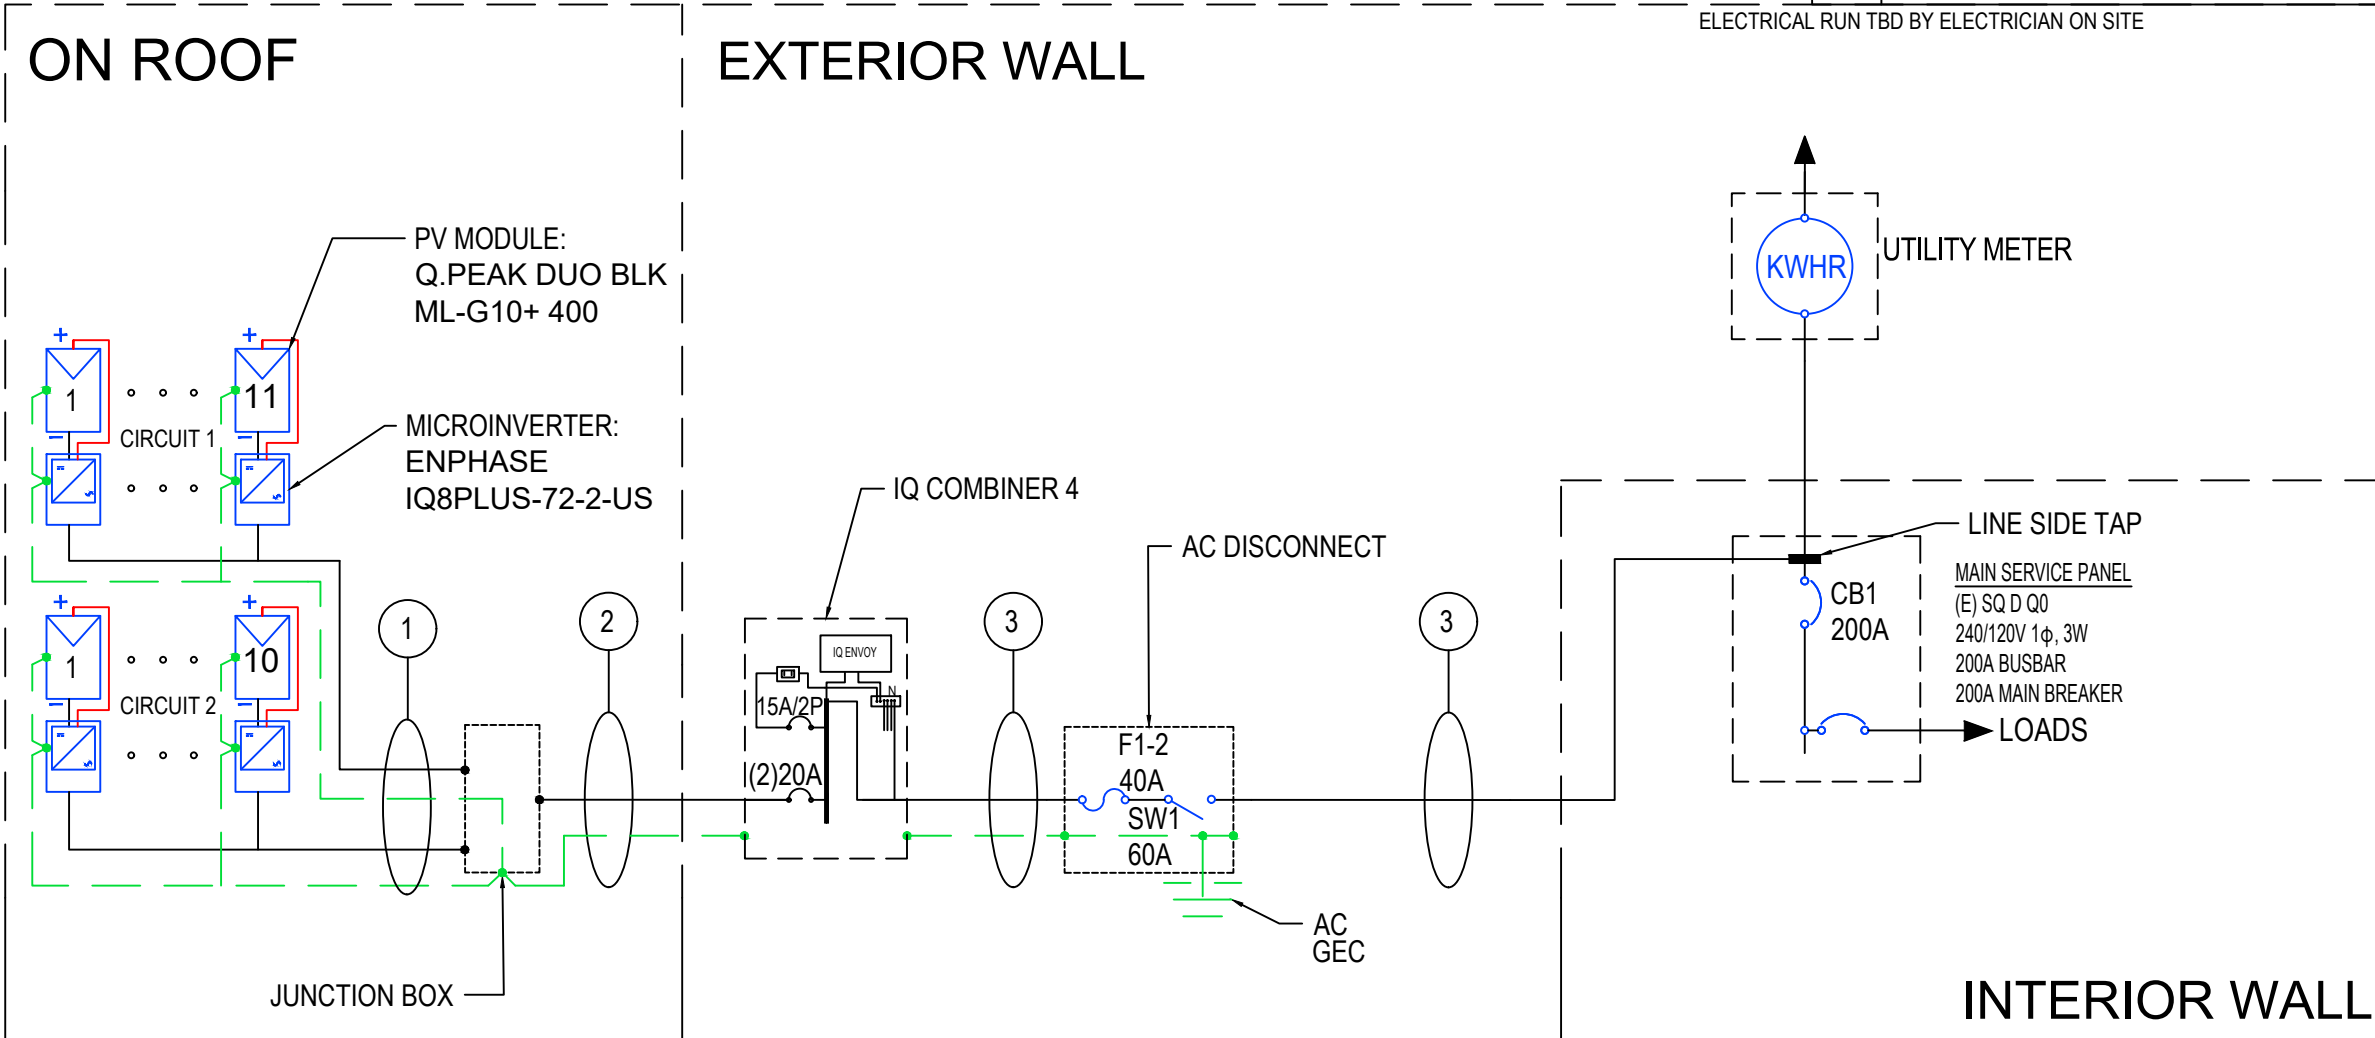 ELECTRICAL RUN TBD BY ELECTRICIAN ON SITE
ON ROOF
EXTERIOR WALL
PV MODULE:
Q.PEAK DUO BLK
ML-G10+ 400
UTILITY METER
KWHR
+
+
1
11
CIRCUIT 1
MICROINVERTER:
ENPHASE
IQ8PLUS-72-2-US
IQ COMBINER 4
AC DISCONNECT
LINE SIDE TAP
MAIN SERVICE PANEL
(E) SQ D Q0
240/120V 1φ, 3W
200A BUSBAR
200A MAIN BREAKER
CB1
200A
LOADS
+
+
1
10
CIRCUIT 2
1
2
3
3
IQ ENVOY
N
15A/2P
(2)20A
F1-2
40A
SW1
60A
AC
GEC
JUNCTION BOX
INTERIOR WALL